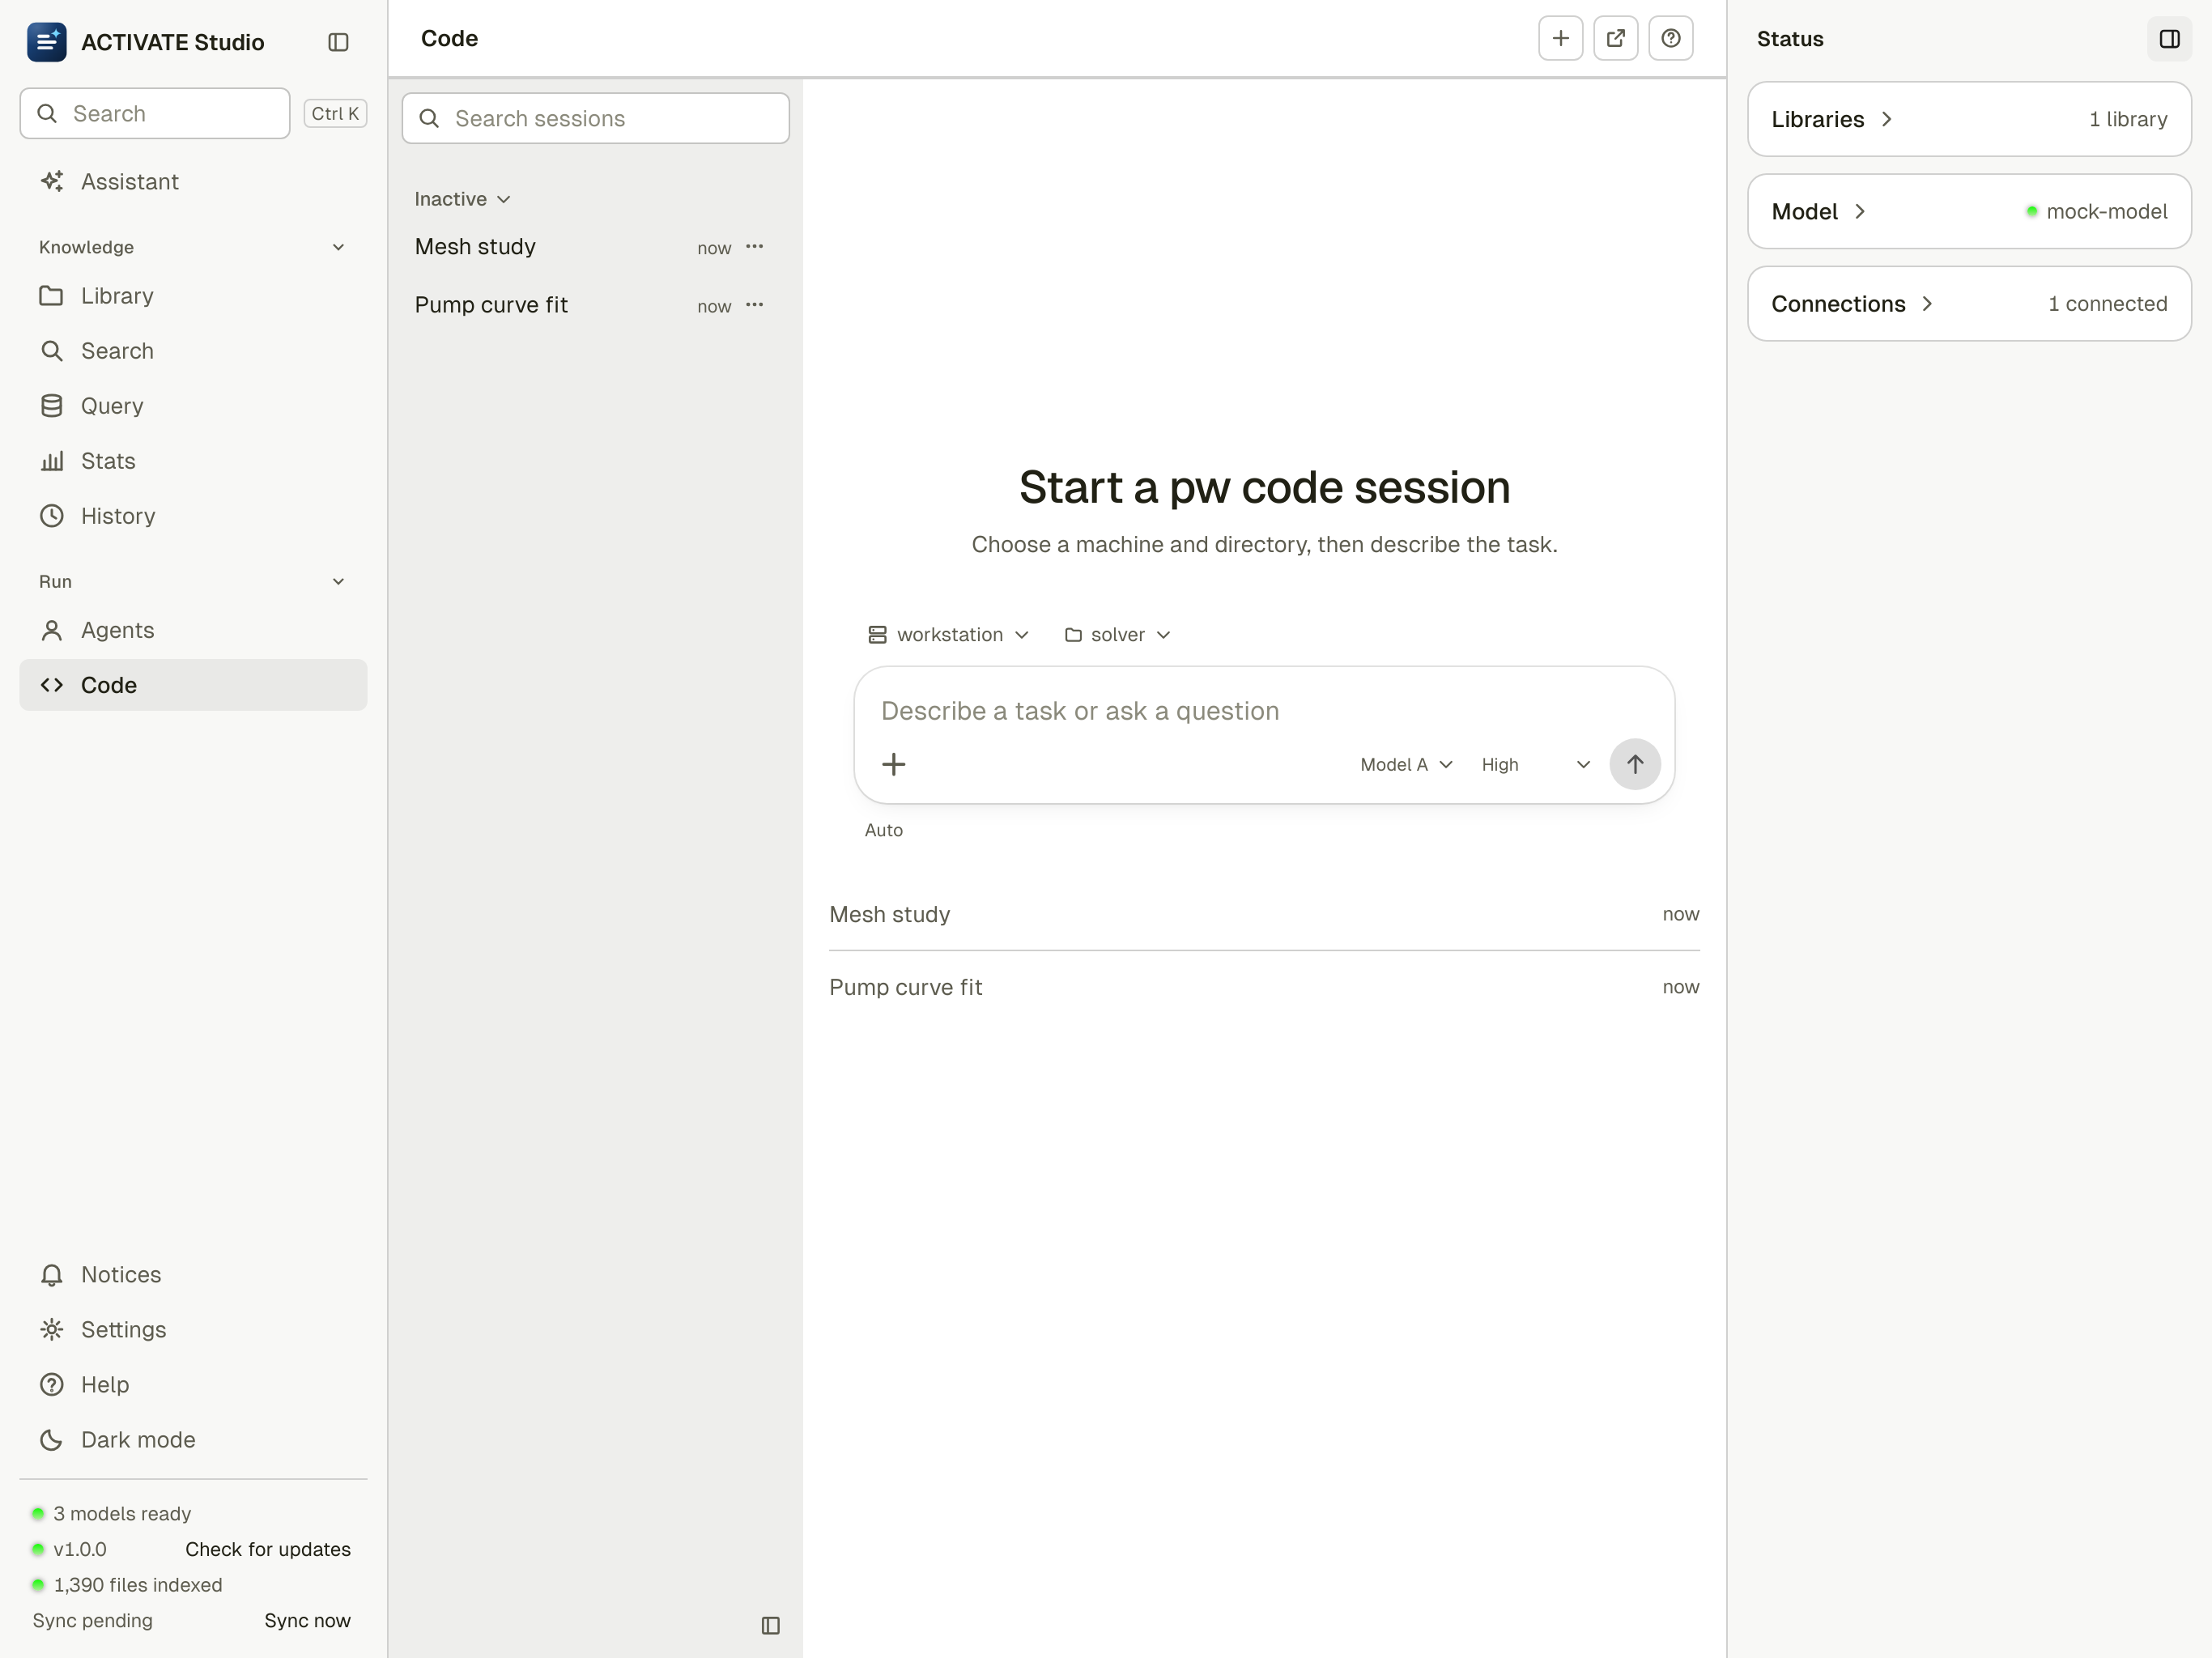 ACTIVATE Studio
Search
Ctrl K
Assistant
Knowledge
Library
Search
Query
Stats
History
Run
Agents
Code
Notices
Settings
Help
Dark mode
3 models ready
v1.0.0
Check for updates
1,390 files indexed
Sync pending
Sync now
Code
Search sessions
Inactive
Mesh study now
Pump curve fit now
Start a pw code session
Choose a machine and directory, then describe the task.
workstation
solver
Describe a task or ask a question
Model A
High
Auto
Mesh study now
Pump curve fit now
Status
Libraries 1 library
Model mock-model
Connections 1 connected